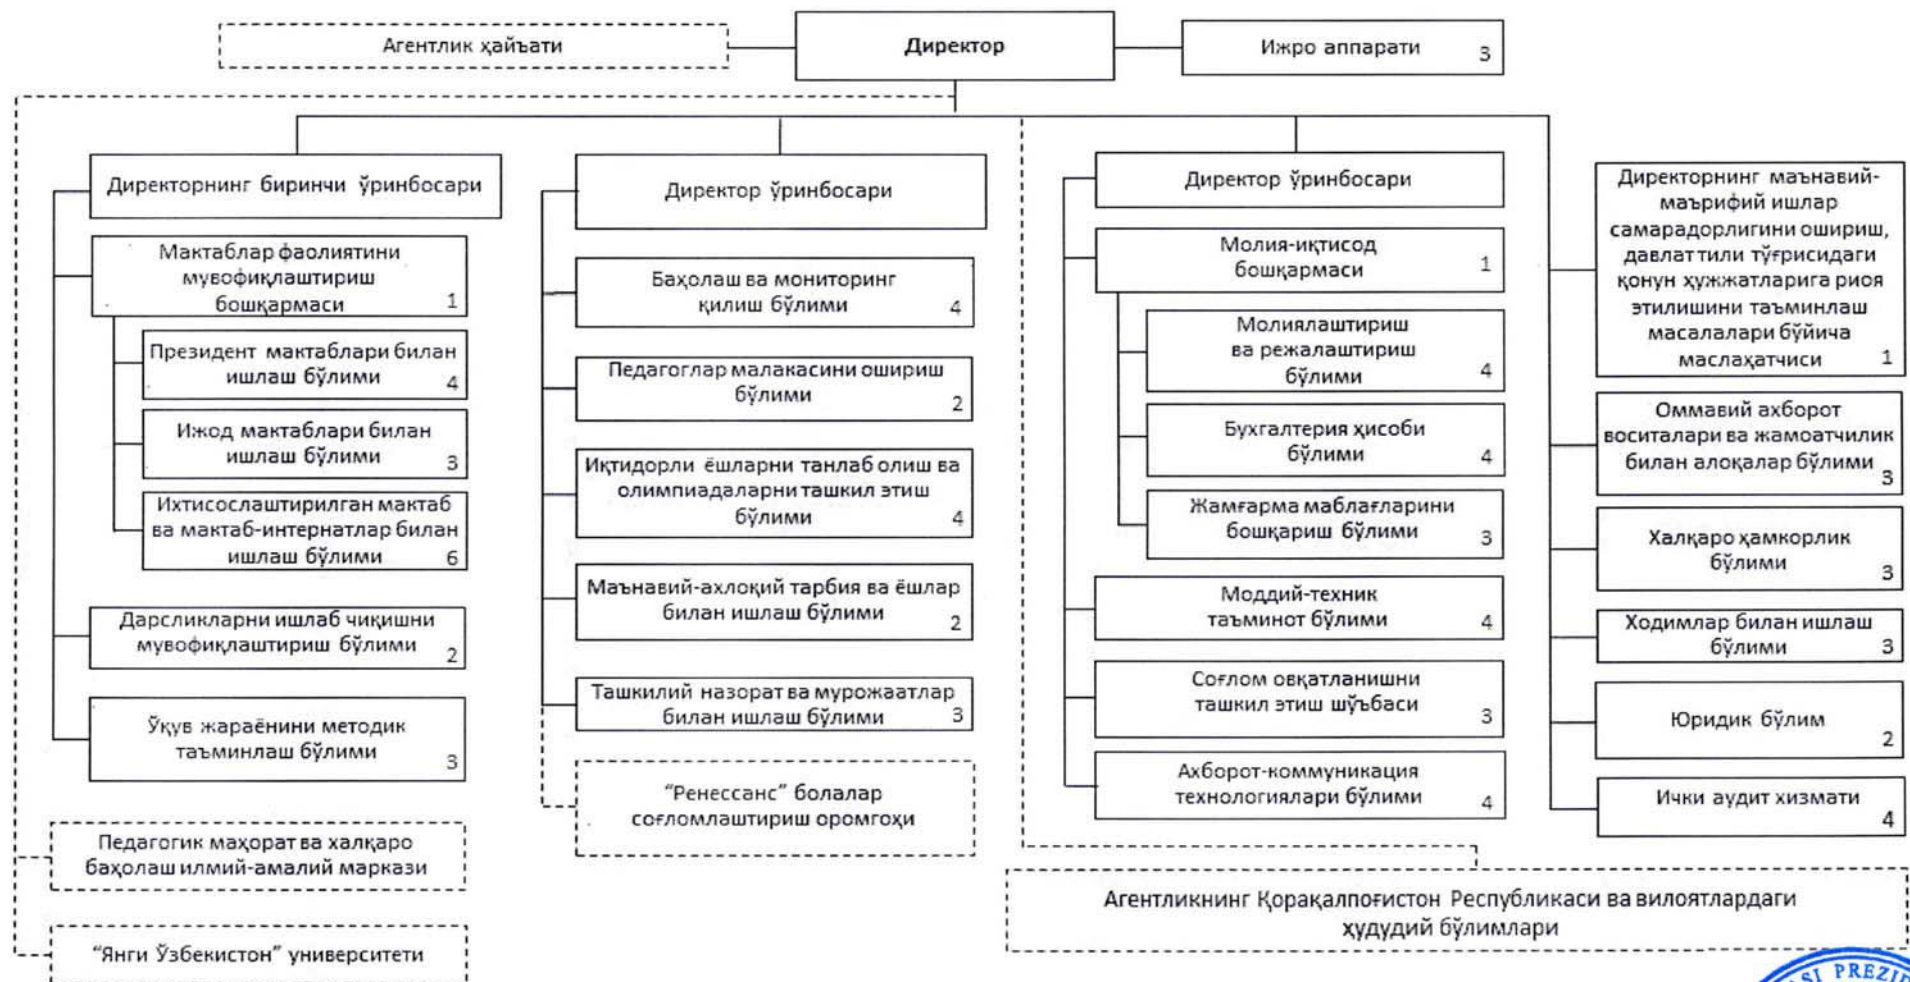 Агентлик ҳайъати
Директор
Ижро аппарати
3
Директорнинг биринчи ўринбосари
Мактаблар фаолиятини
мувофиқлаштириш
бошқармаси
1
Президент мактаблари билан
ишлаш бўлими
4
Ижод мактаблари билан
ишлаш бўлими
3
Ихтисослаштирилган мактаб
ва мактаб-интернатлар билан
ишлаш бўлими
6
Дарсликларни ишлаб чиқишни
мувофиқлаштириш бўлими
2
Ўқув жараёнини методик
таъминлаш бўлими
3
Педагогик маҳорат ва халқаро
баҳолаш илмий-амалий маркази
“Янги Ўзбекистон” университети
Директор ўринбосари
Баҳолаш ва мониторинг
қилиш бўлими
4
Педагоглар малакасини ошириш
бўлими
2
Иқтидорли ёшларни танлаб олиш ва
олимпиадаларни ташкил этиш
бўлими
4
Маънавий-ахлоқий тарбия ва ёшлар
билан ишлаш бўлими
2
Ташкилий назорат ва мурожаатлар
билан ишлаш бўлими
3
“Ренессанс” болалар
соғломлаштириш оромгоҳи
Директор ўринбосари
Молия-иқтисод
бошқармаси
1
Молиялаштириш
ва режалаштириш
бўлими
4
Бухгалтерия ҳисоби
бўлими
4
Жамғарма маблағларини
бошқариш бўлими
3
Моддий-техник
таъминот бўлими
4
Соғлом овқатланишни
ташкил этиш шўъбаси
3
Ахборот-коммуникация
технологиялари бўлими
4
Директорнинг маънавий-
маърифий ишлар
самарадорлигини ошириш,
давлат тили тўғрисидаги
қонун ҳужжатларига риоя
этилишини таъминлаш
масалалари бўйича
маслаҳатчиси
1
Оммавий ахборот
воситалари ва жамоатчилик
билан алоқалар бўлими
3
Халқаро ҳамкорлик
бўлими
3
Ходимлар билан ишлаш
бўлими
3
Юридик бўлим
2
Ички аудит хизмати
4
Агентликнинг Қорақалпоғистон Республикаси ва вилоятлардаги
ҳудудий бўлимлари